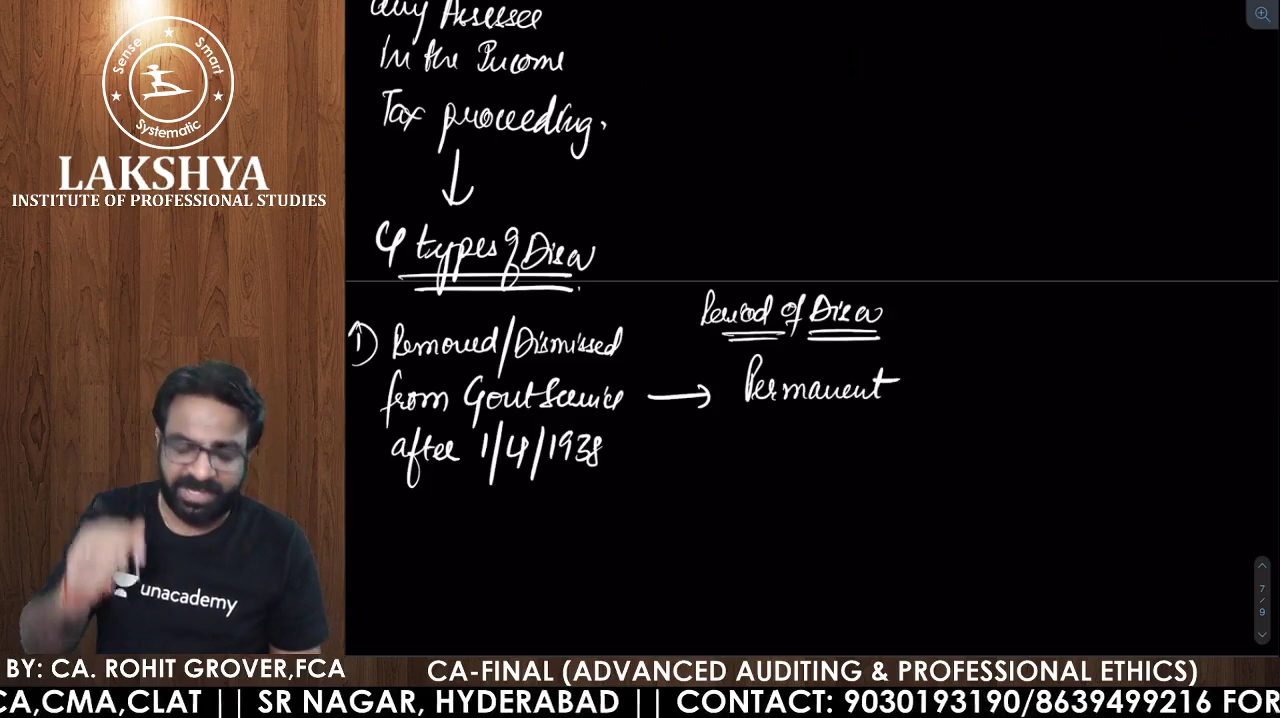 any Assessee
In the Income
Tax proceeding.
4 types of Disq
Period of Disq
1) Removed/Dismissed
from Govt Service
after 1/4/1938
Permanent
Sense
Smart
Systematic
LAKSHYA
INSTITUTE OF PROFESSIONAL STUDIES
unacademy
7
/
9
BY: CA. ROHIT GROVER,FCA
CA-FINAL (ADVANCED AUDITING & PROFESSIONAL ETHICS)
CA,CMA,CLAT || SR NAGAR, HYDERABAD || CONTACT: 9030193190/8639499216 FOR